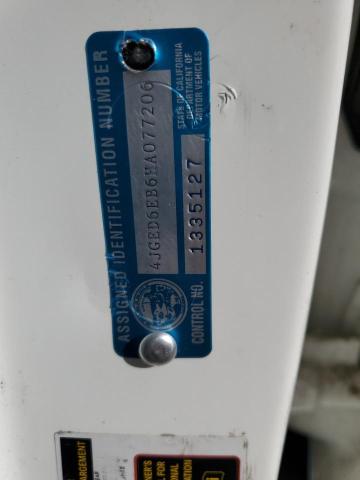 ASSIGNED IDENTIFICATION NUMBER
4JGED6EB6HA077206
STATE OF CALIFORNIA
DEPARTMENT OF
MOTOR VEHICLES
CONTROL NO.
1335127